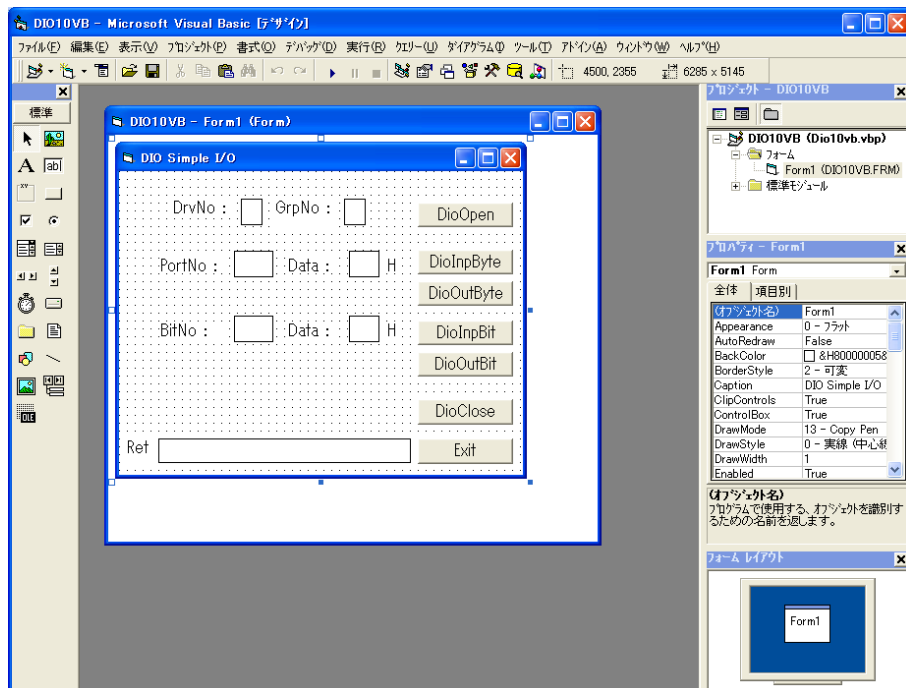 DIO10VB - Microsoft Visual Basic [デザイン]
ファイル(F) 編集(E) 表示(V) プロジェクト(P) 書式(O) デバッグ(D) 実行(R) クエリー(U) ダイアグラム(I) ツール(T) アドイン(A) ウィンドウ(W) ヘルプ(H)
4500, 2355 6285 x 5145
標準
A ab|
xv
OLE
DIO10VB - Form1 (Form)
DIO Simple I/O
DrvNo : GrpNo : DioOpen
PortNo : Data : H DioInpByte
DioOutByte
BitNo : Data : H DioInpBit
DioOutBit
DioClose
Ret Exit
プロジェクト - DIO10VB
DIO10VB (Dio10vb.vbp)
フォーム
Form1 (DIO10VB.FRM)
標準モジュール
プロパティ - Form1
Form1 Form
全体 項目別
(オブジェクト名) Form1
Appearance 0 - フラット
AutoRedraw False
BackColor &H80000005&
BorderStyle 2 - 可変
Caption DIO Simple I/O
ClipControls True
ControlBox True
DrawMode 13 - Copy Pen
DrawStyle 0 - 実線 (中心線
DrawWidth 1
Enabled True
(オブジェクト名)
プログラムで使用する、オブジェクトを識別す
るための名前を返します。
フォーム レイアウト
Form1